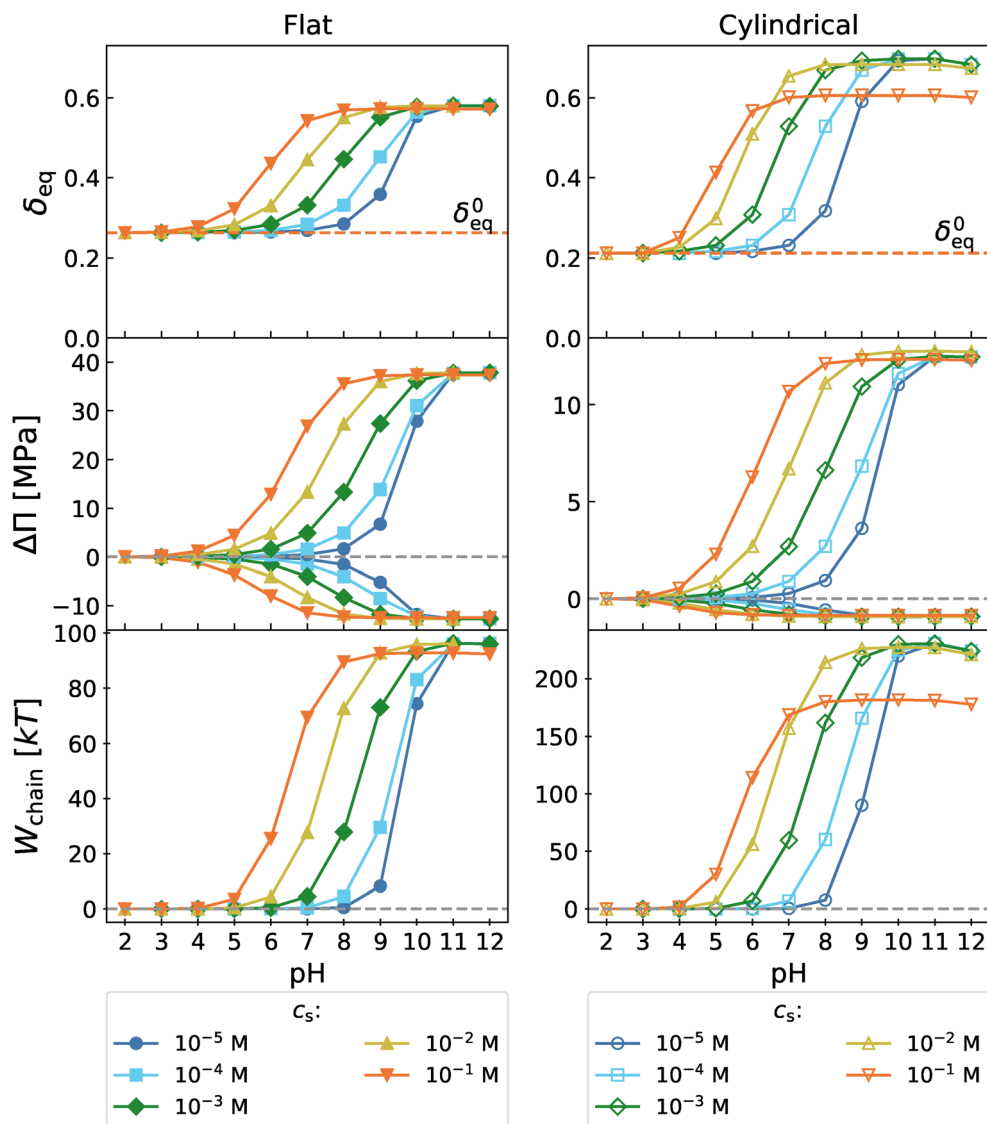 Flat
Cylindrical
δeq
0.6
0.4
0.2
0.0
δ⁰eq
0.6
0.4
0.2
0.0
δ⁰eq
ΔΠ [MPa]
40
30
20
10
0
−10
10
5
0
Wchain [kT]
100
80
60
40
20
0
200
150
100
50
0
2 3 4 5 6 7 8 9 10 11 12
2 3 4 5 6 7 8 9 10 11 12
pH
pH
cs:
10⁻⁵ M
10⁻⁴ M
10⁻³ M
10⁻² M
10⁻¹ M
cs:
10⁻⁵ M
10⁻⁴ M
10⁻³ M
10⁻² M
10⁻¹ M